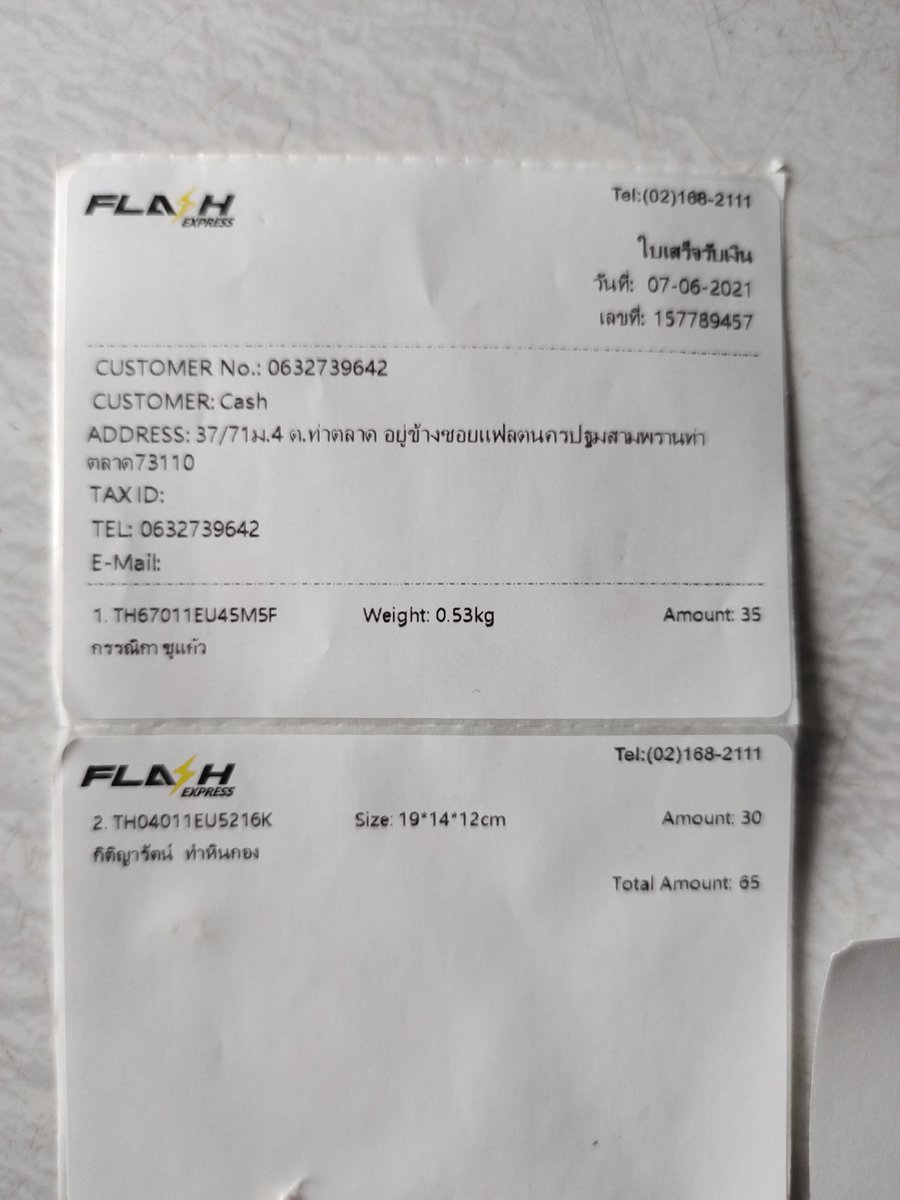 FLASH EXPRESS
Tel:(02)168-2111
ใบเสร็จรับเงิน
วันที่: 07-06-2021
เลขที่: 157789457
CUSTOMER No.: 0632739642
CUSTOMER: Cash
ADDRESS: 37/71ม.4 ต.ท่าตลาด อยู่ข้างซอยแฟลตนครปฐมสามพรานท่า
ตลาด73110
TAX ID:
TEL: 0632739642
E-Mail:
1. TH67011EU45M5F Weight: 0.53kg Amount: 35
กรรณิกา ชูแก้ว
FLASH EXPRESS
Tel:(02)168-2111
2. TH04011EU5216K Size: 19*14*12cm Amount: 30
กิติญารัตน์ ทำหินกอง
Total Amount: 65